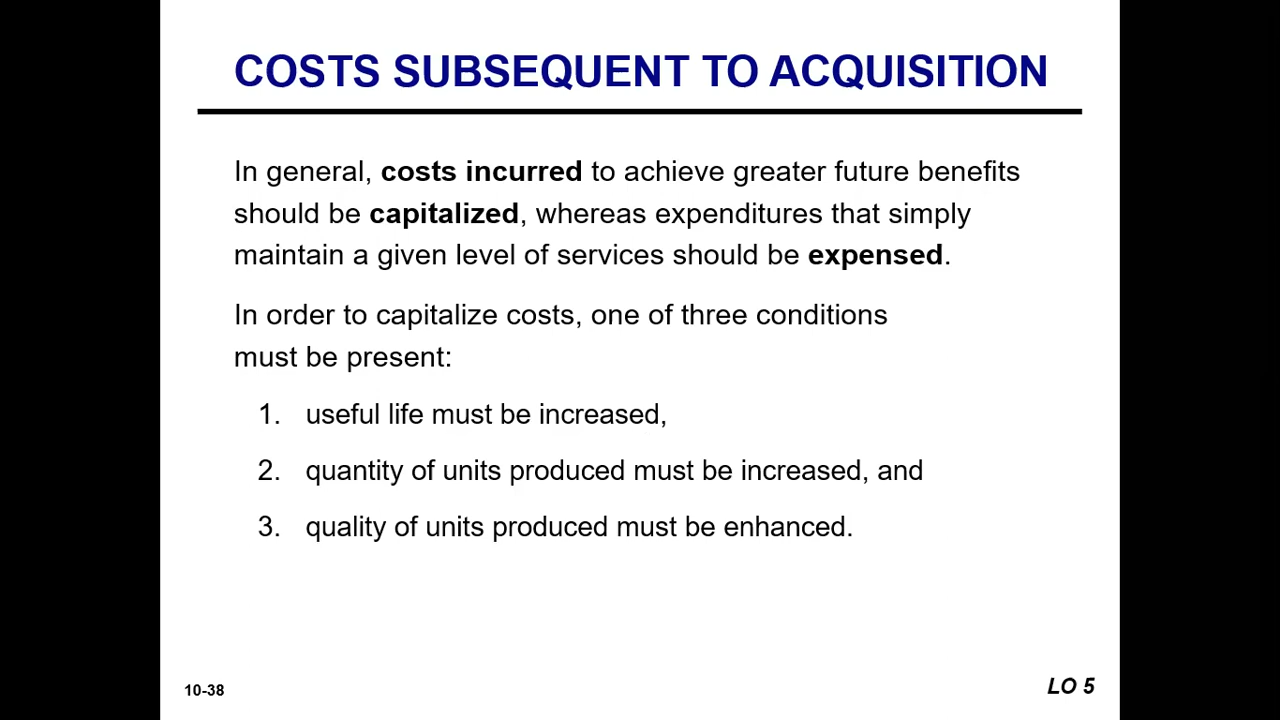 COSTS SUBSEQUENT TO ACQUISITION
In general, costs incurred to achieve greater future benefits
should be capitalized, whereas expenditures that simply
maintain a given level of services should be expensed.
In order to capitalize costs, one of three conditions
must be present:
1. useful life must be increased,
2. quantity of units produced must be increased, and
3. quality of units produced must be enhanced.
10-38
LO 5